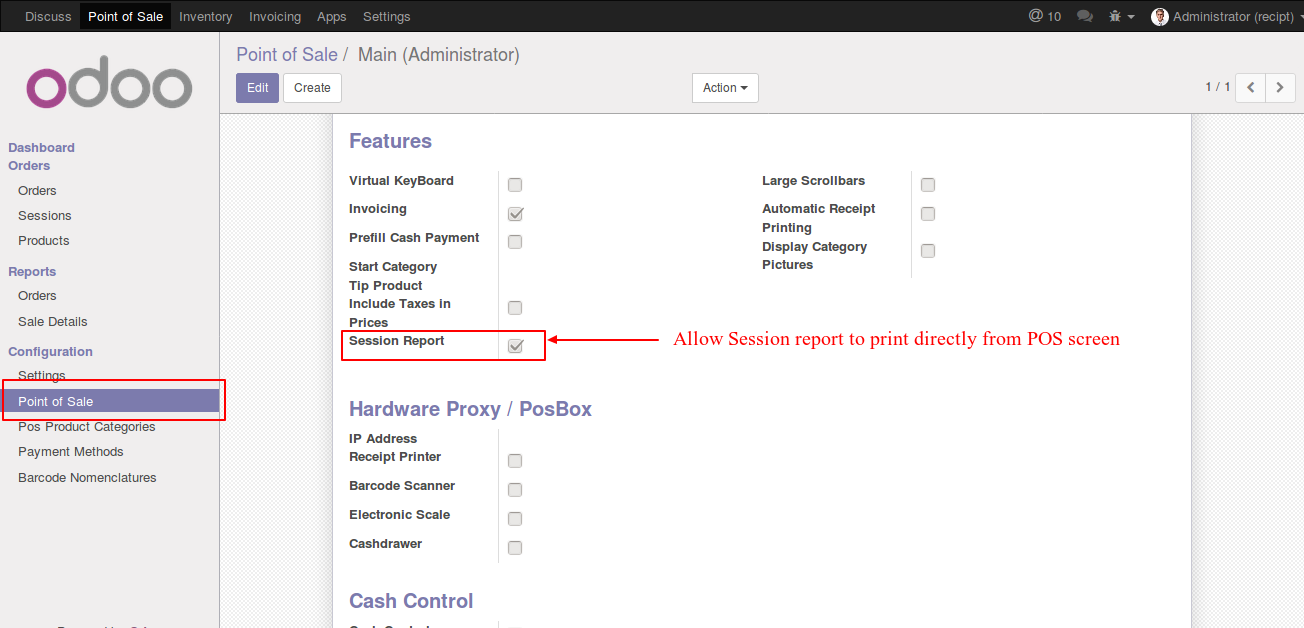 Discuss Point of Sale Inventory Invoicing Apps Settings @ 10 Administrator (recipt)
odoo
Dashboard
Orders
Orders
Sessions
Products
Reports
Orders
Sale Details
Configuration
Settings
Point of Sale
Pos Product Categories
Payment Methods
Barcode Nomenclatures
Point of Sale / Main (Administrator)
Edit Create Action 1 / 1
Features
Virtual KeyBoard
Invoicing
Prefill Cash Payment
Start Category
Tip Product
Include Taxes in
Prices
Session Report
Large Scrollbars
Automatic Receipt
Printing
Display Category
Pictures
Allow Session report to print directly from POS screen
Hardware Proxy / PosBox
IP Address
Receipt Printer
Barcode Scanner
Electronic Scale
Cashdrawer
Cash Control